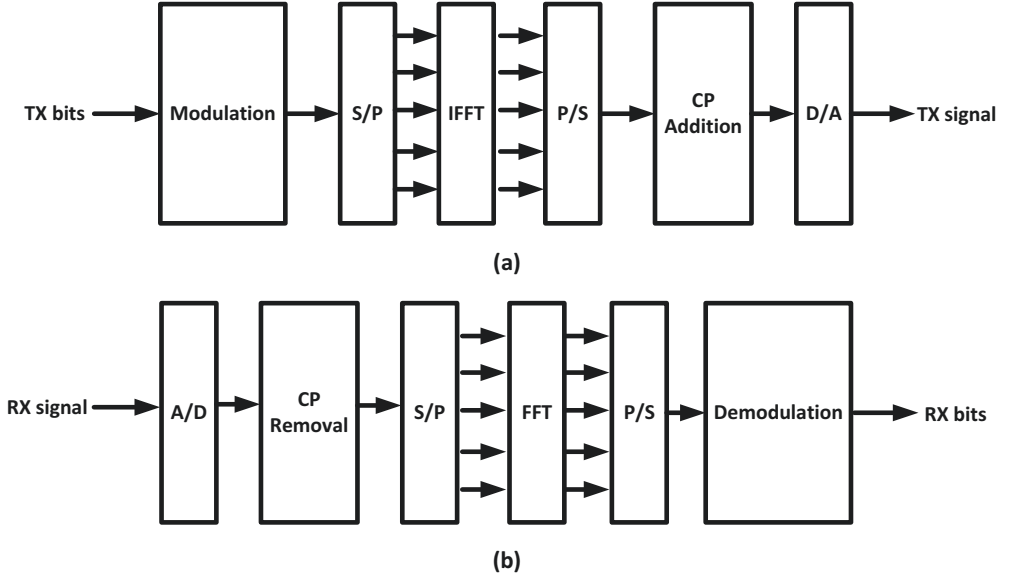 TX bits
Modulation
S/P
IFFT
P/S
CP
Addition
D/A
TX signal
(a)
RX signal
A/D
CP
Removal
S/P
FFT
P/S
Demodulation
RX bits
(b)